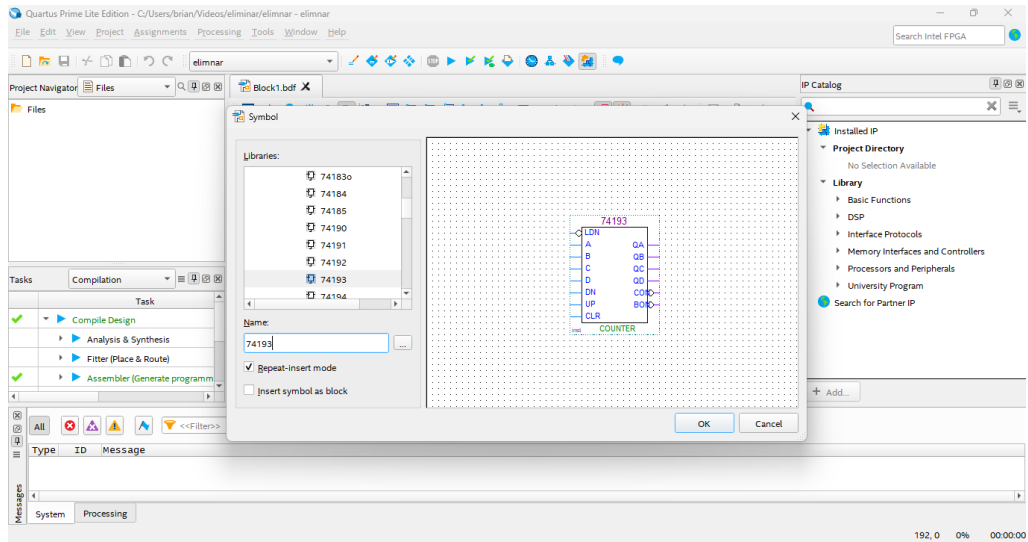 Quartus Prime Lite Edition - C:/Users/brian/Videos/eliminar/elimnar - elimnar
File Edit View Project Assignments Processing Tools Window Help
Search Intel FPGA
elimnar
Project Navigator Files
Block1.bdf
IP Catalog
Files
Symbol
Libraries:
74183o
74184
74185
74190
74191
74192
74193
74194
Name:
74193
...
Repeat-insert mode
Insert symbol as block
74193
LDN
A QA
B QB
C QC
D QD
DN CON
UP BON
CLR
inst COUNTER
OK Cancel
Installed IP
Project Directory
No Selection Available
Library
Basic Functions
DSP
Interface Protocols
Memory Interfaces and Controllers
Processors and Peripherals
University Program
Search for Partner IP
+ Add...
Tasks Compilation
Task
Compile Design
Analysis & Synthesis
Fitter (Place & Route)
Assembler (Generate programm
All <<Filter>>
Type ID Message
Messages
System Processing
192, 0 0% 00:00:00